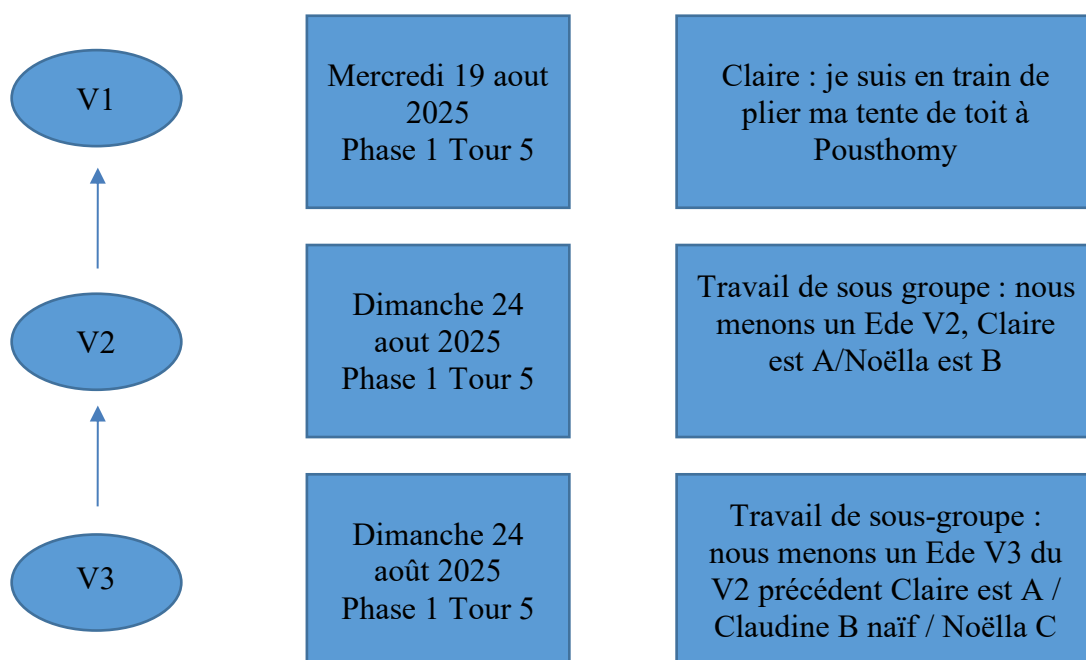 V1
Mercredi 19 aout
2025
Phase 1 Tour 5
Claire : je suis en train de
plier ma tente de toit à
Pousthomy
V2
Dimanche 24
aout 2025
Phase 1 Tour 5
Travail de sous groupe : nous
menons un Ede V2, Claire
est A/Noëlla est B
V3
Dimanche 24
août 2025
Phase 1 Tour 5
Travail de sous-groupe :
nous menons un Ede V3 du
V2 précédent Claire est A /
Claudine B naïf / Noëlla C